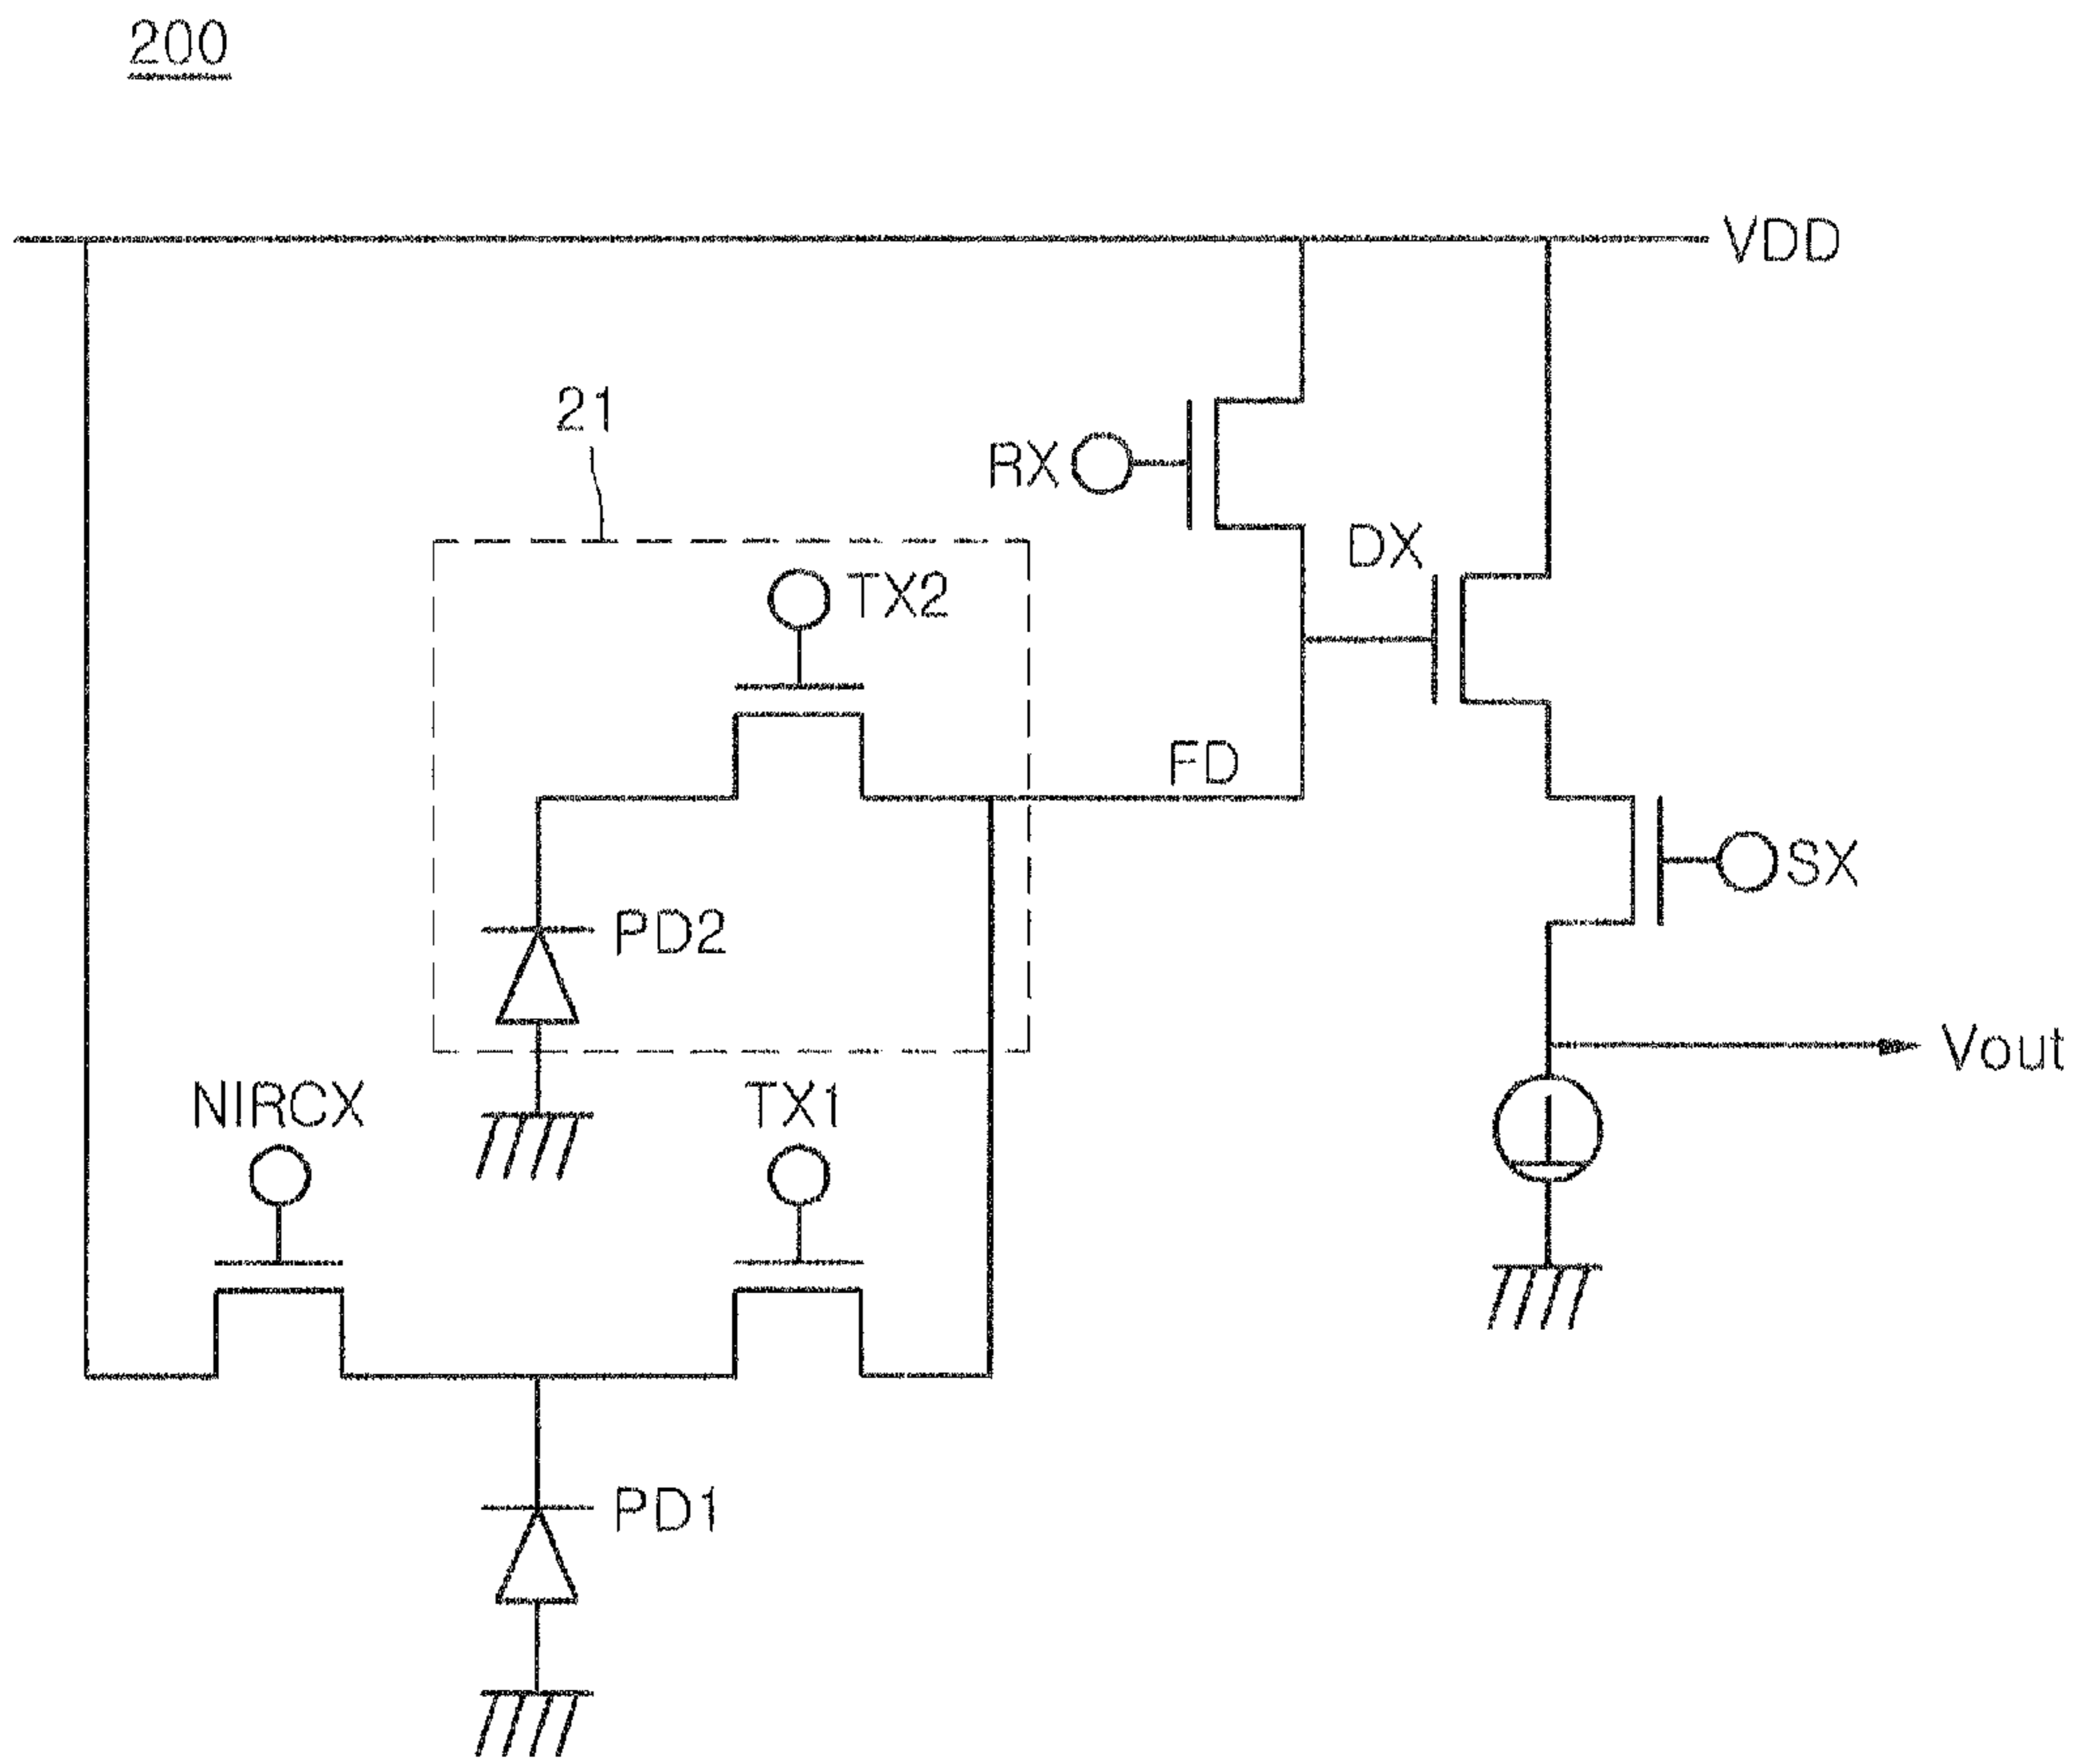 200
VDD
21
RX
DX
TX2
FD
SX
PD2
Vout
NIRCX
TX1
PD1